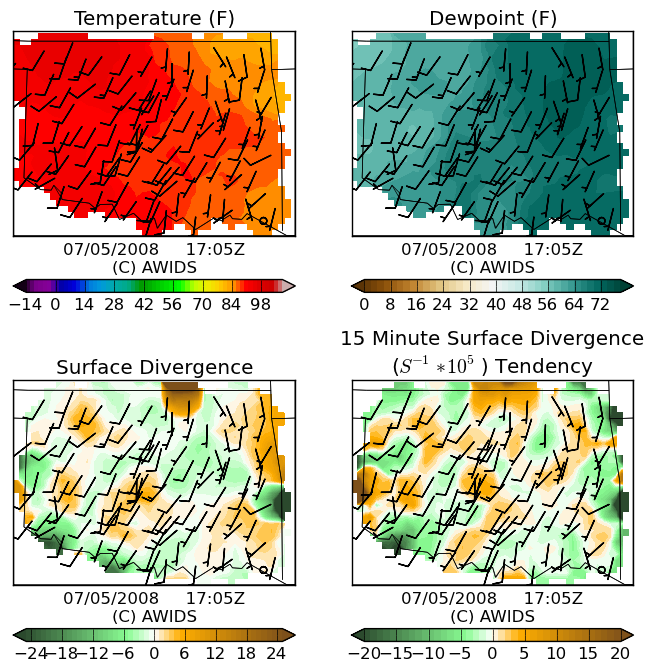 Temperature (F)
Dewpoint (F)
07/05/2008 17:05Z
(C) AWIDS
−14 0 14 28 42 56 70 84 98
07/05/2008 17:05Z
(C) AWIDS
0 8 16 24 32 40 48 56 64 72
Surface Divergence
15 Minute Surface Divergence
(S⁻¹ *10⁵ ) Tendency
07/05/2008 17:05Z
(C) AWIDS
−24 −18 −12 −6 0 6 12 18 24
07/05/2008 17:05Z
(C) AWIDS
−20 −15 −10 −5 0 5 10 15 20